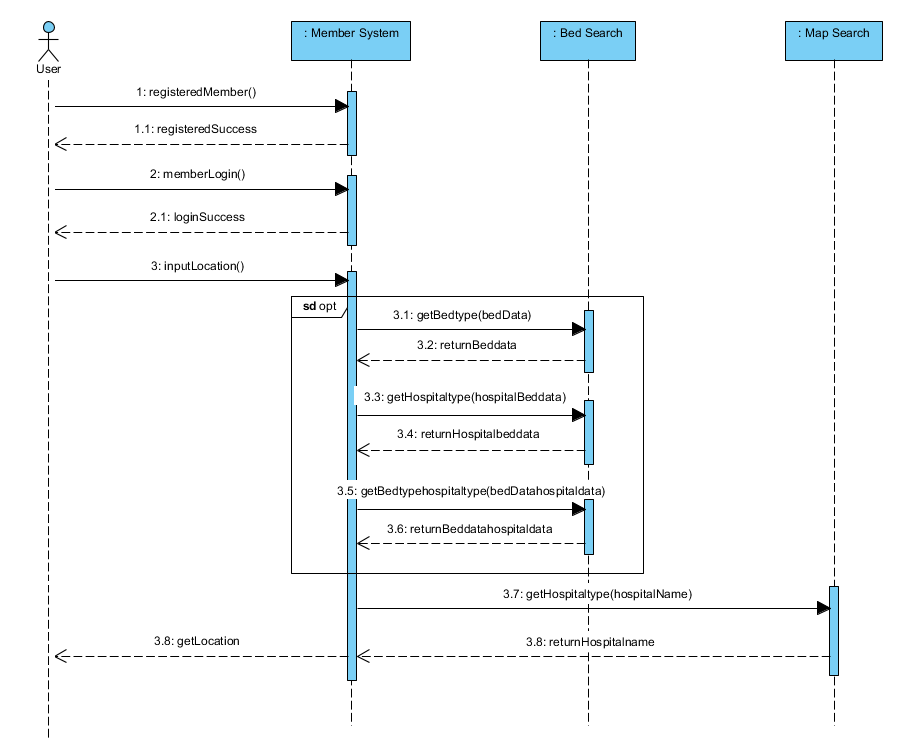 : Member System
: Bed Search
: Map Search
User
1: registeredMember()
1.1: registeredSuccess
2: memberLogin()
2.1: loginSuccess
3: inputLocation()
sd opt
3.1: getBedtype(bedData)
3.2: returnBeddata
3.3: getHospitaltype(hospitalBeddata)
3.4: returnHospitalbeddata
3.5: getBedtypehospitaltype(bedDatahospitaldata)
3.6: returnBeddatahospitaldata
3.7: getHospitaltype(hospitalName)
3.8: getLocation
3.8: returnHospitalname